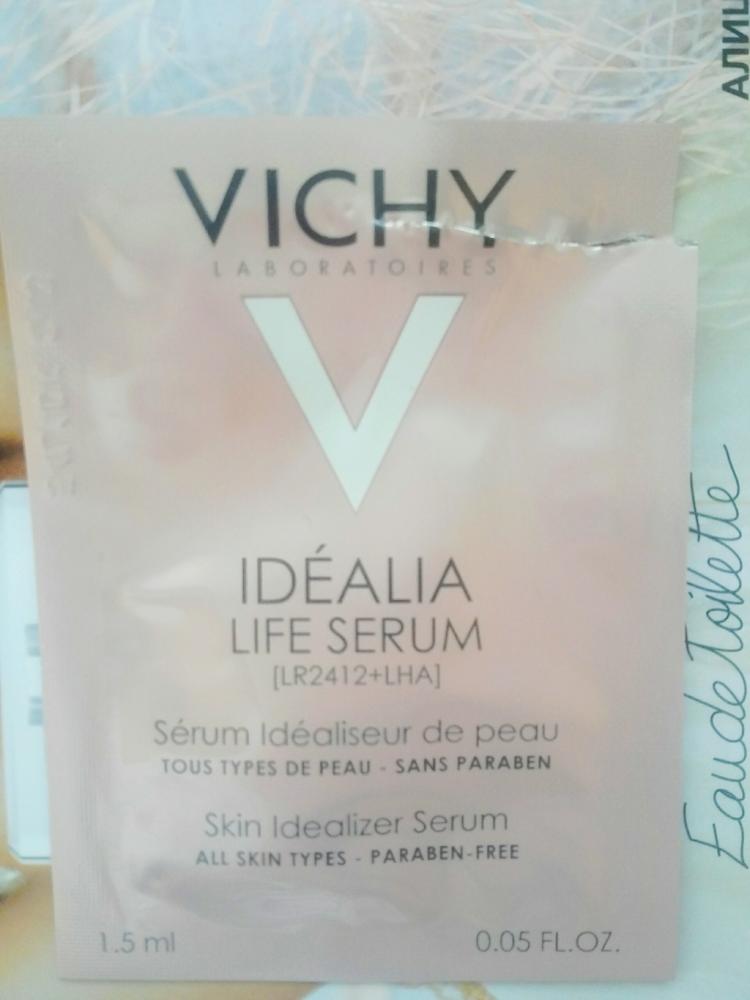 VICHY
LABORATOIRES
V
IDÉALIA
LIFE SERUM
[LR2412+LHA]
Sérum Idéaliseur de peau
TOUS TYPES DE PEAU - SANS PARABEN
Skin Idealizer Serum
ALL SKIN TYPES - PARABEN-FREE
1.5 ml
0.05 FL.OZ.
Eau de Toilette